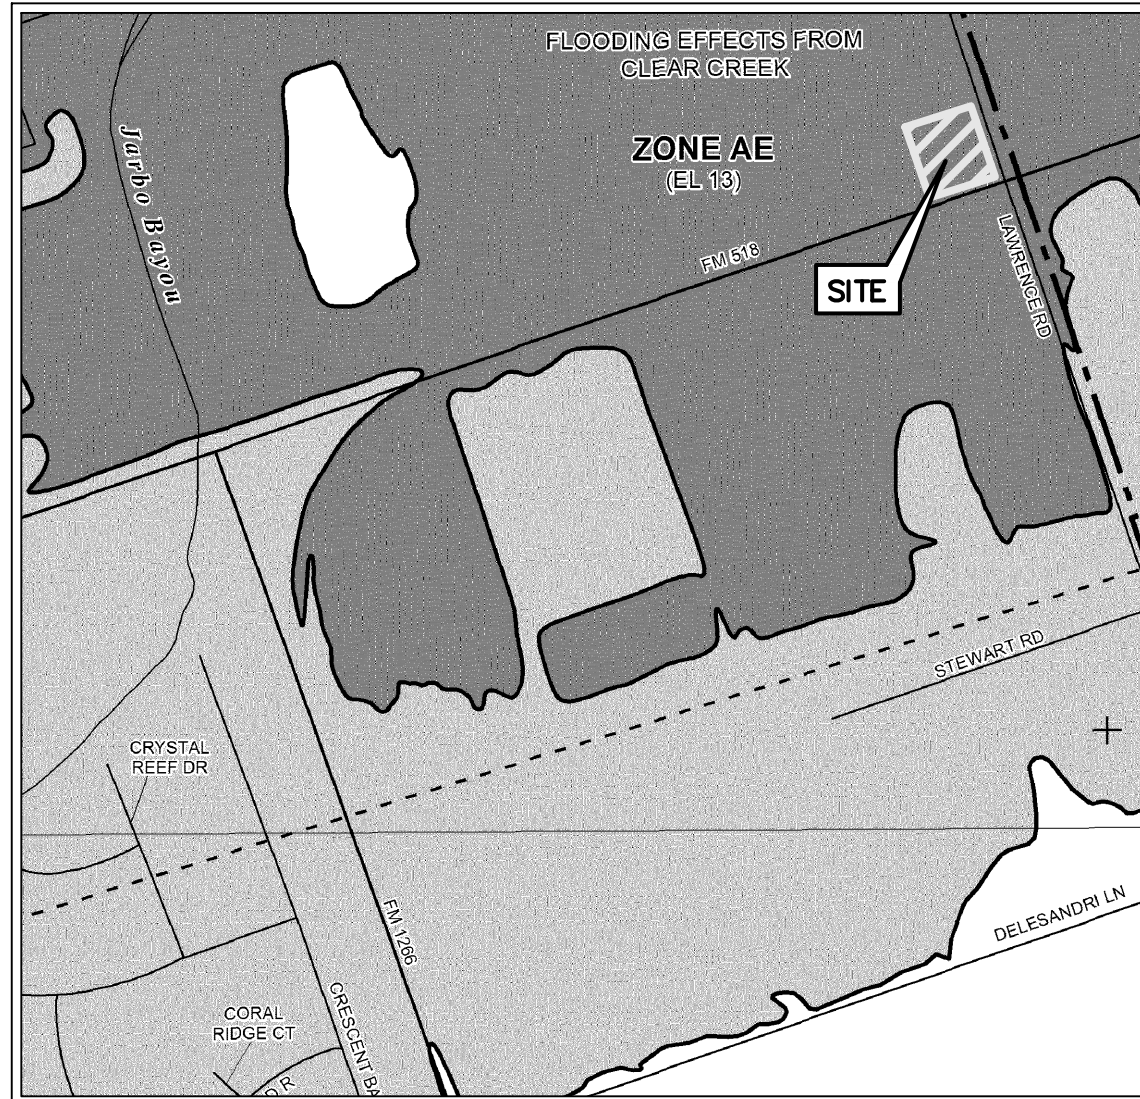 FLOODING EFFECTS FROM
CLEAR CREEK
ZONE AE
(EL 13)
Jarbo Bayou
FM 518
LAWRENCE RD
SITE
STEWART RD
CRYSTAL
REEF DR
FM 1266
DELESANDRI LN
CORAL
RIDGE CT
CRESCENT BA
D R